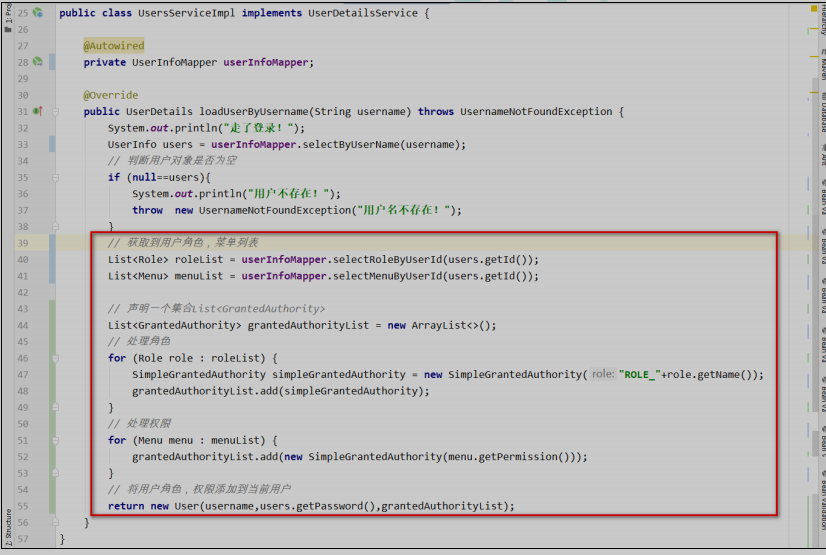 25 public class UsersServiceImpl implements UserDetailsService {
26
27 @Autowired
28 private UserInfoMapper userInfoMapper;
29
30 @Override
31 public UserDetails loadUserByUsername(String username) throws UsernameNotFoundException {
32 System.out.println("走了登录！");
33 UserInfo users = userInfoMapper.selectByUserName(username);
34 // 判断用户对象是否为空
35 if (null==users){
36 System.out.println("用户不存在！");
37 throw  new UsernameNotFoundException("用户名不存在！");
38 }
39 // 获取到用户角色，菜单列表
40 List<Role> roleList = userInfoMapper.selectRoleByUserId(users.getId());
41 List<Menu> menuList = userInfoMapper.selectMenuByUserId(users.getId());
42
43 // 声明一个集合List<GrantedAuthority>
44 List<GrantedAuthority> grantedAuthorityList = new ArrayList<>();
45 // 处理角色
46 for (Role role : roleList) {
47 SimpleGrantedAuthority simpleGrantedAuthority = new SimpleGrantedAuthority( role: "ROLE_"+role.getName());
48 grantedAuthorityList.add(simpleGrantedAuthority);
49 }
50 // 处理权限
51 for (Menu menu : menuList) {
52 grantedAuthorityList.add(new SimpleGrantedAuthority(menu.getPermission()));
53 }
54 // 将用户角色，权限添加到当前用户
55 return new User(username,users.getPassword(),grantedAuthorityList);
56 }
57 }
Z: Structure
Maven
Database